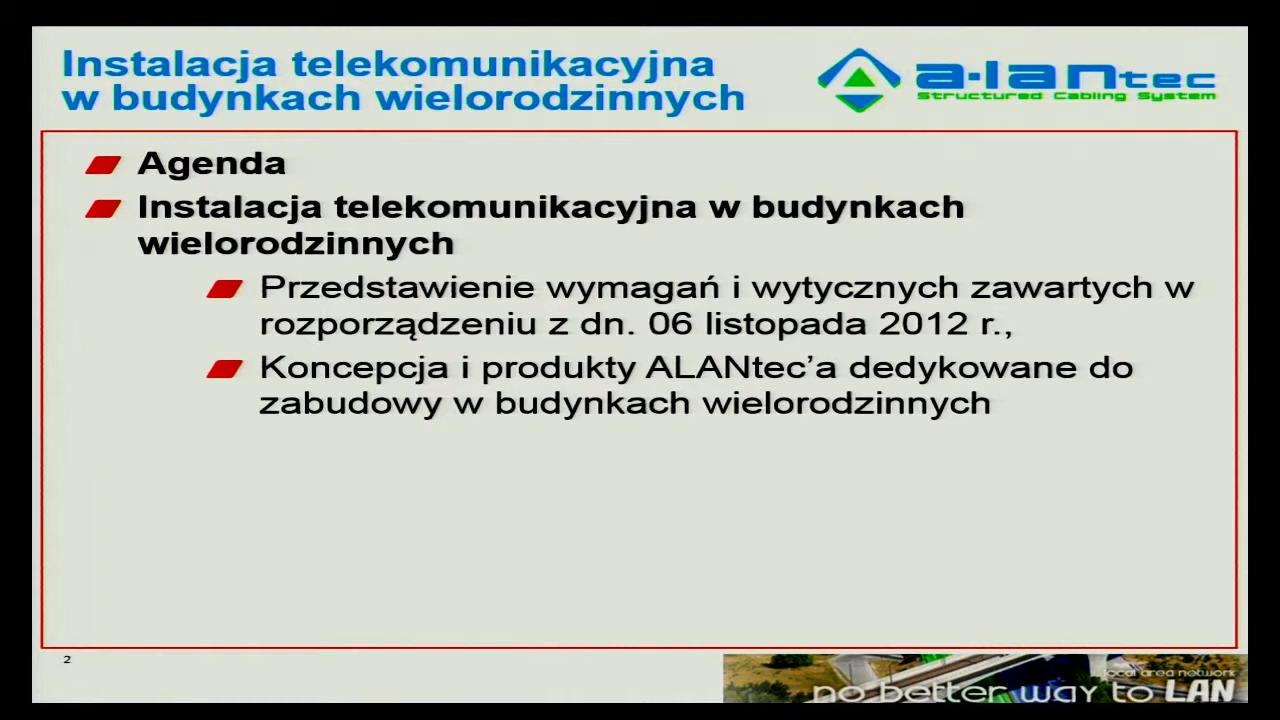 Instalacja telekomunikacyjna
w budynkach wielorodzinnych
a-lantec
Structured Cabling System
Agenda
Instalacja telekomunikacyjna w budynkach
wielorodzinnych
Przedstawienie wymagań i wytycznych zawartych w
rozporządzeniu z dn. 06 listopada 2012 r.,
Koncepcja i produkty ALANtec’a dedykowane do
zabudowy w budynkach wielorodzinnych
2
local area network
no better way to LAN